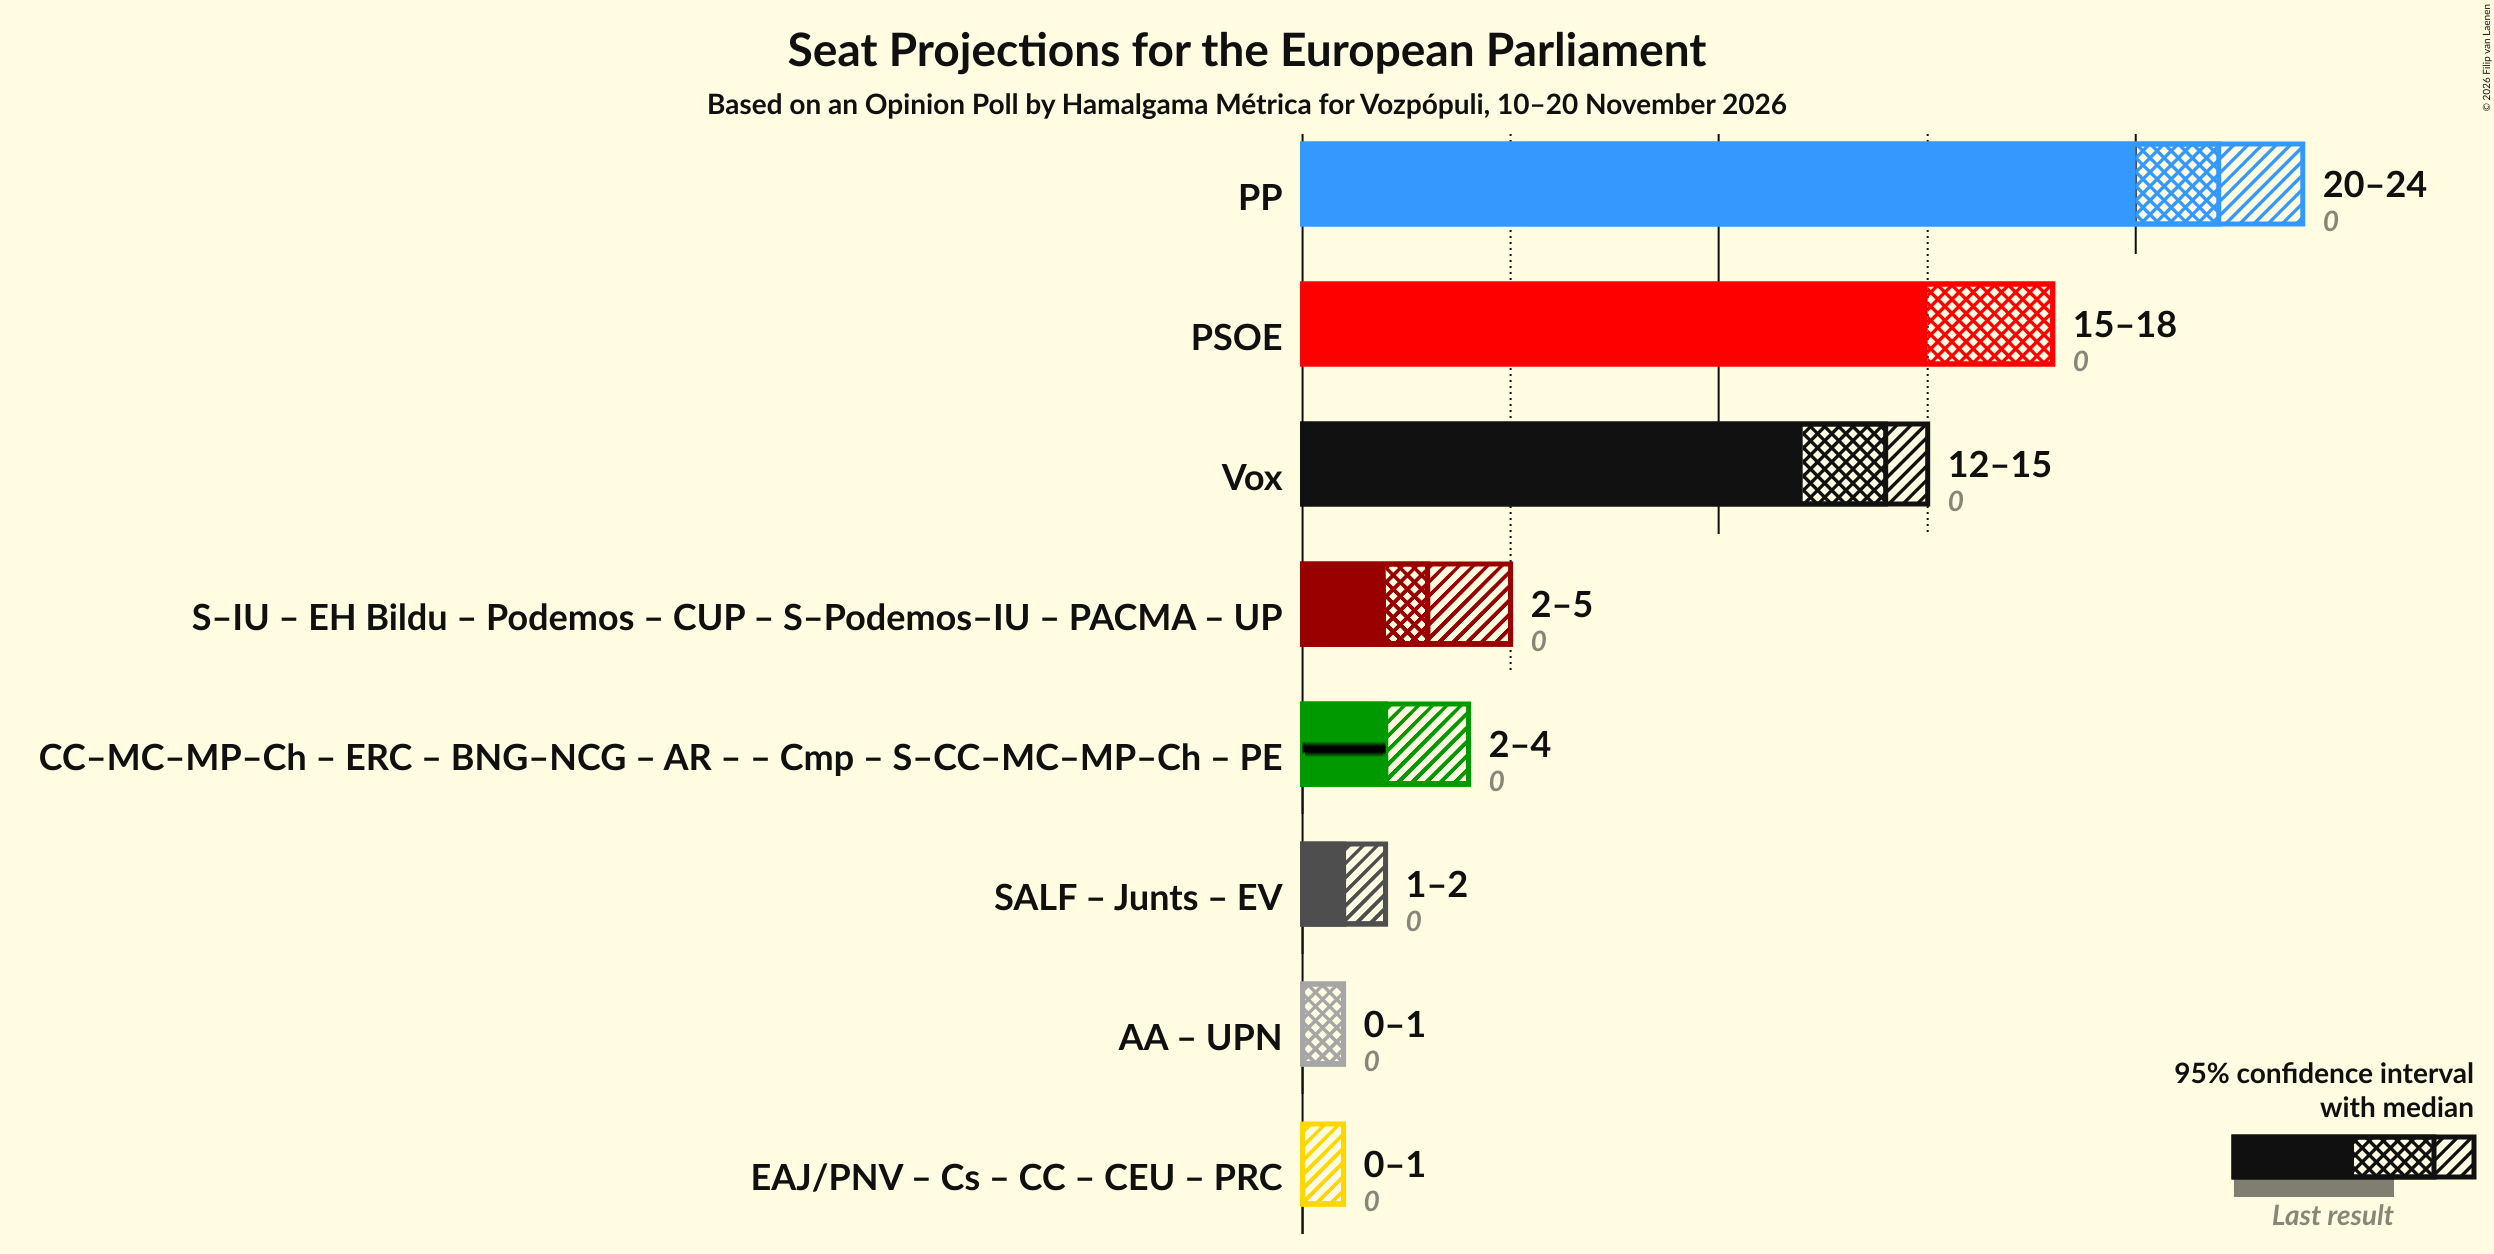 Seat Projections for the European Parliament
Based on an Opinion Poll by Hamalgama Métrica for Vozpópuli, 10–20 November 2026
© 2026 Filip van Laenen
PP
20–24
0
PSOE
15–18
0
Vox
12–15
0
S–IU – EH Bildu – Podemos – CUP – S–Podemos–IU – PACMA – UP
2–5
0
CC–MC–MP–Ch – ERC – BNG–NCG – AR – – Cmp – S–CC–MC–MP–Ch – PE
2–4
0
SALF – Junts – EV
1–2
0
AA – UPN
0–1
0
EAJ/PNV – Cs – CC – CEU – PRC
0–1
0
95% confidence interval
with median
Last result